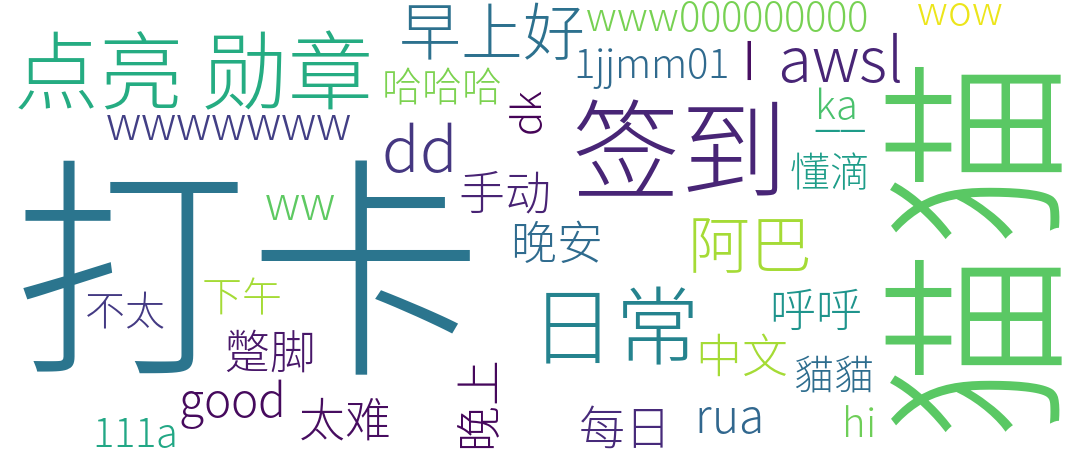 早上好
www000000000
wow
点亮 勋章
哈哈哈
1jjmm01
l
awsl
dk
签到
ka
__
猫猫
wwwwwww
dd
懂滴
打卡
手动
ww
晚安
阿巴
不太
下午
日常
呼呼
蹩脚
中文
貓貓
good
太难
晚上
每日
rua
hi
111a